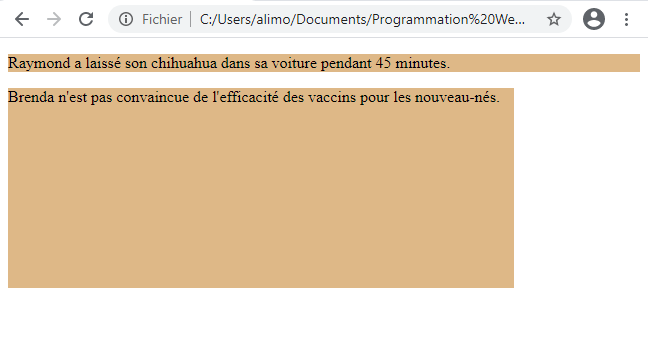 Fichier C:/Users/alimo/Documents/Programmation%20We...
Raymond a laissé son chihuahua dans sa voiture pendant 45 minutes.
Brenda n'est pas convaincue de l'efficacité des vaccins pour les nouveau-nés.